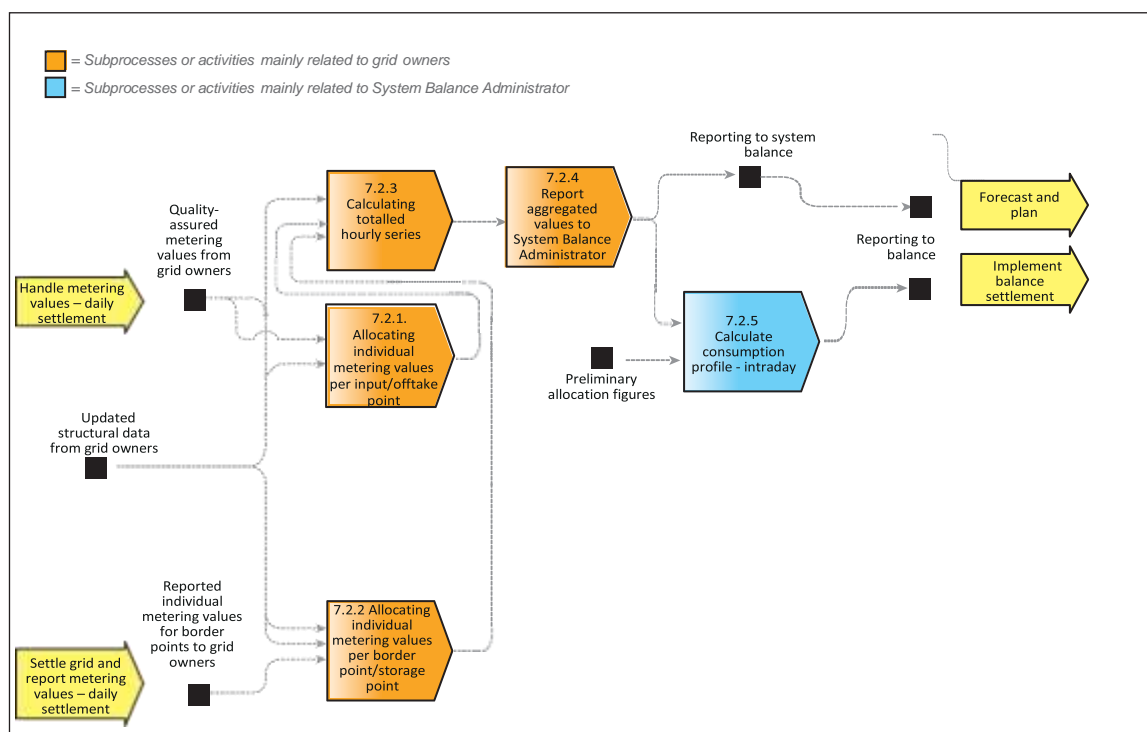 = Subprocesses or activities mainly related to grid owners
= Subprocesses or activities mainly related to System Balance Administrator
Reporting to system
balance
7.2.3
Calculating
totalled
hourly series
7.2.4
Report
aggregated
values to
System Balance
Administrator
Forecast and
plan
Quality-
assured
metering
values from
grid owners
Reporting to
balance
Implement
balance
settlement
Handle metering
values – daily
settlement
7.2.1.
Allocating
individual
metering values
per input/offtake
point
7.2.5
Calculate
consumption
profile - intraday
Preliminary
allocation figures
Updated
structural data
from grid owners
Reported
individual
metering values
for border
points to grid
owners
7.2.2 Allocating
individual
metering values
per border
point/storage
point
Settle grid and
report metering
values – daily
settlement